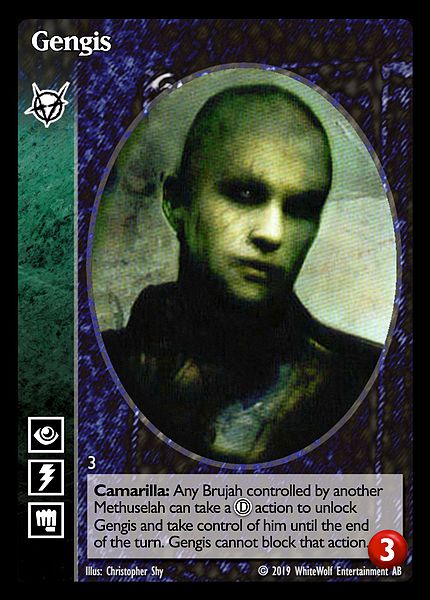 Gengis
3
Camarilla: Any Brujah controlled by another
Methuselah can take a Ⓓ action to unlock
Gengis and take control of him until the end
of the turn. Gengis cannot block that action.
3
Illus: Christopher Shy © 2019 WhiteWolf Entertainment AB